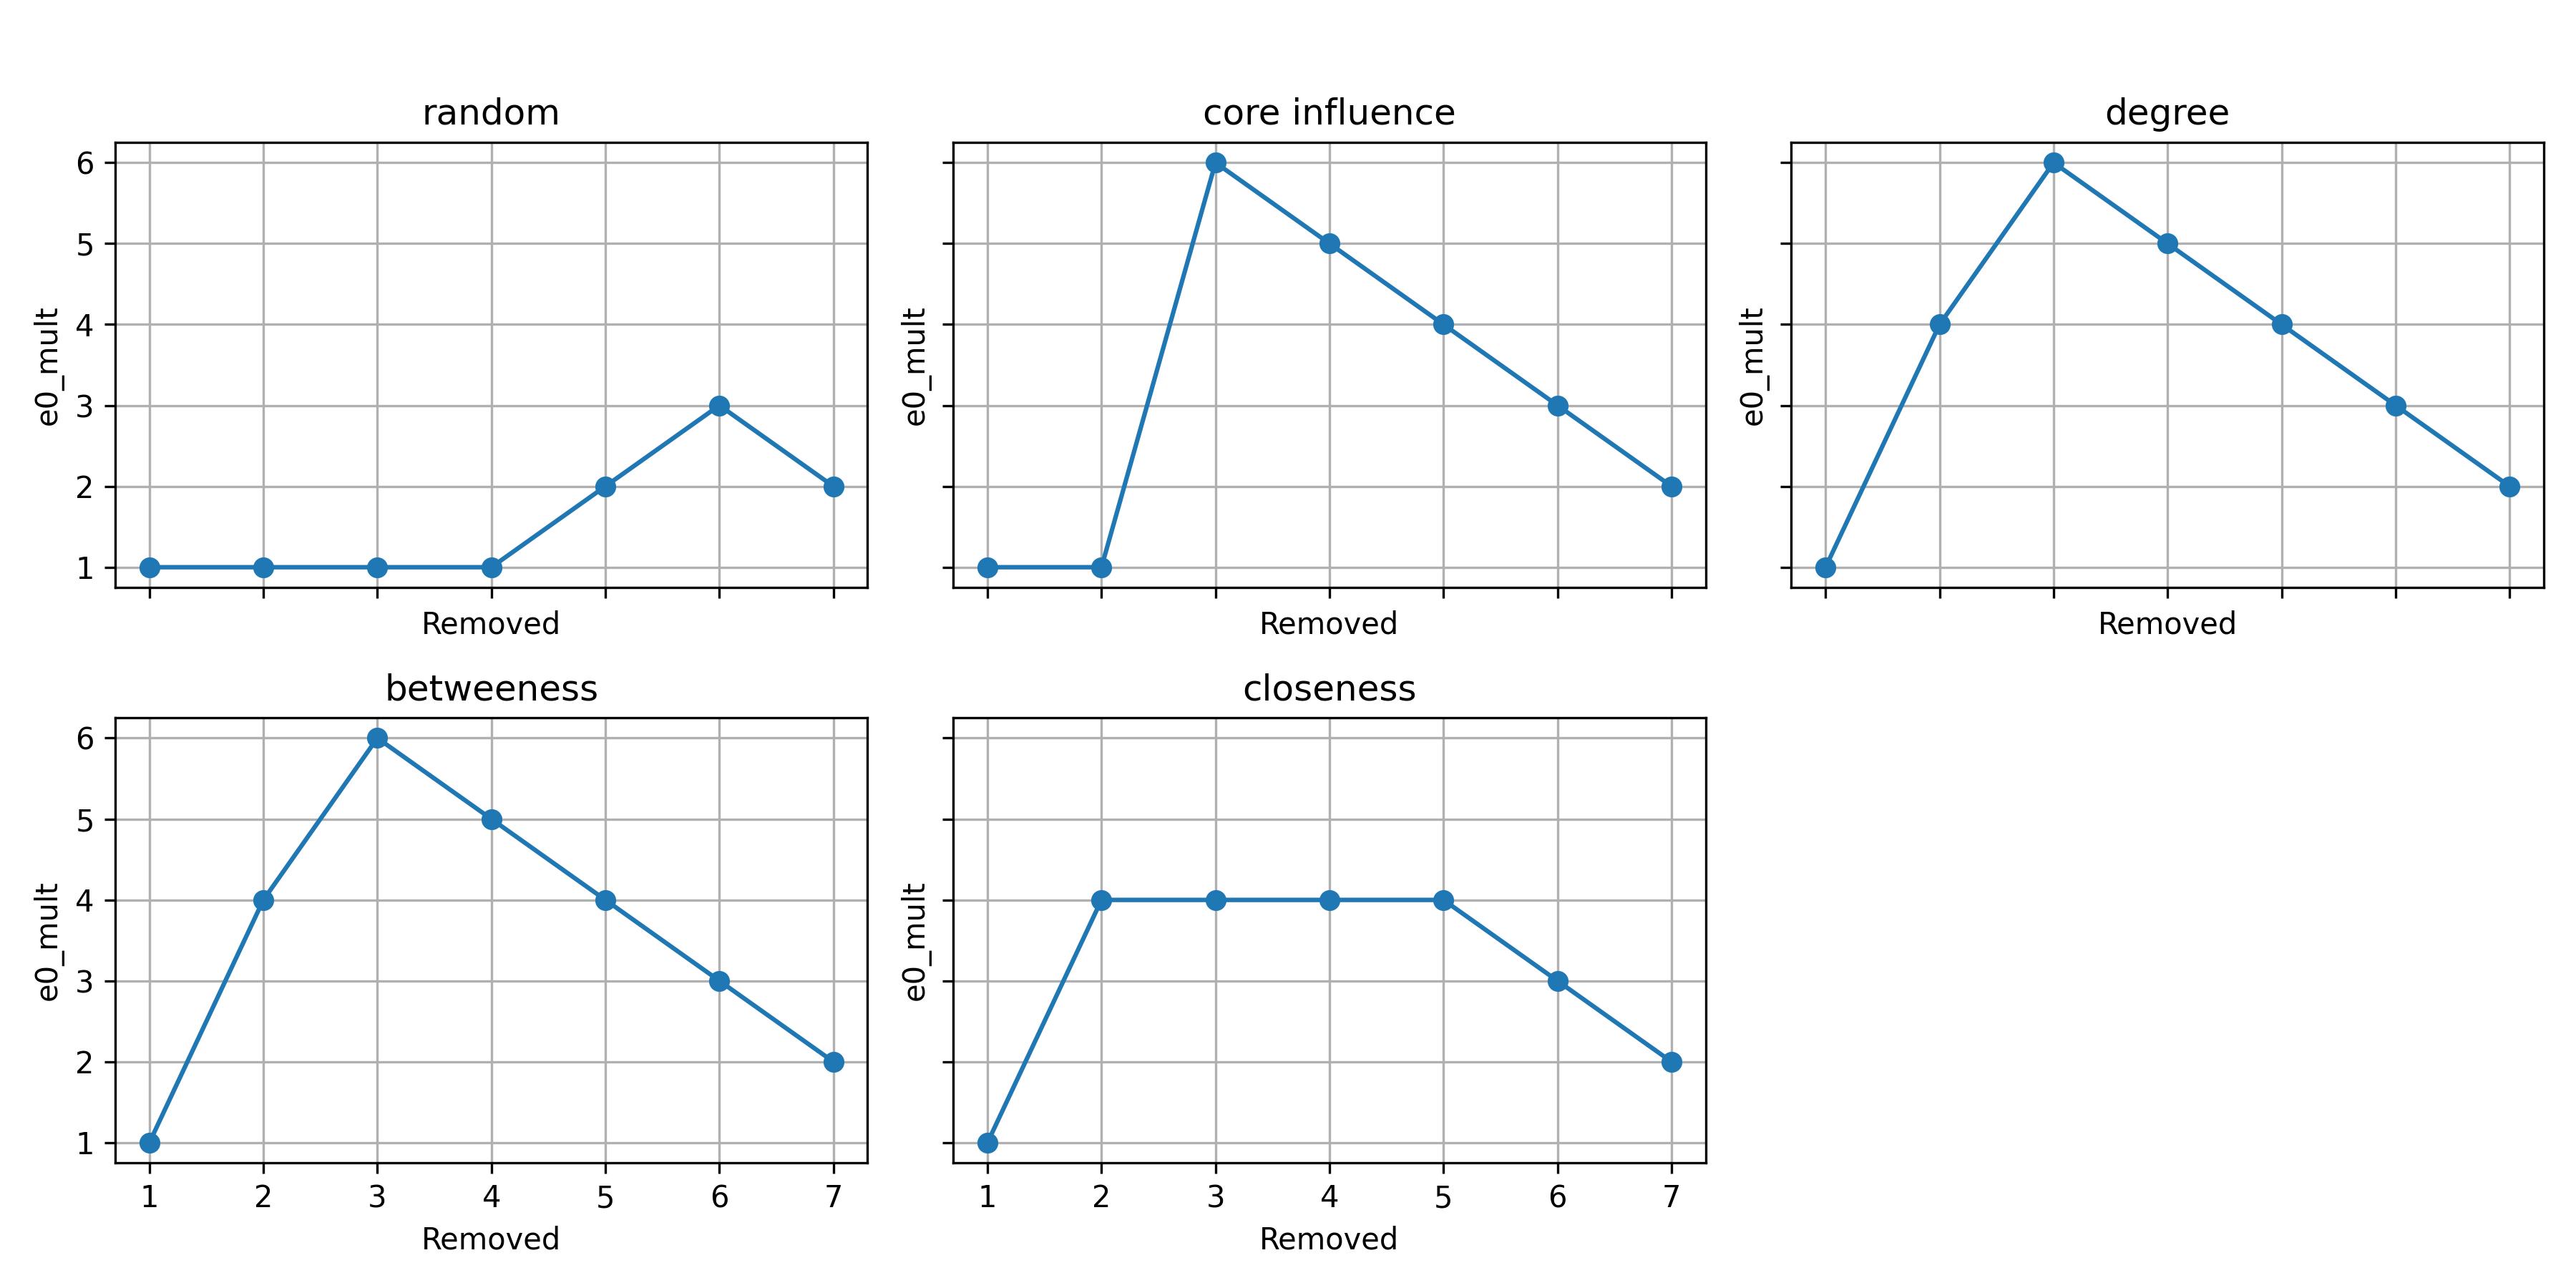 random
core influence
degree
6
5
4
3
2
1
e0_mult
e0_mult
e0_mult
Removed
Removed
Removed
betweeness
closeness
6
5
4
3
2
1
e0_mult
e0_mult
1 2 3 4 5 6 7
1 2 3 4 5 6 7
Removed
Removed